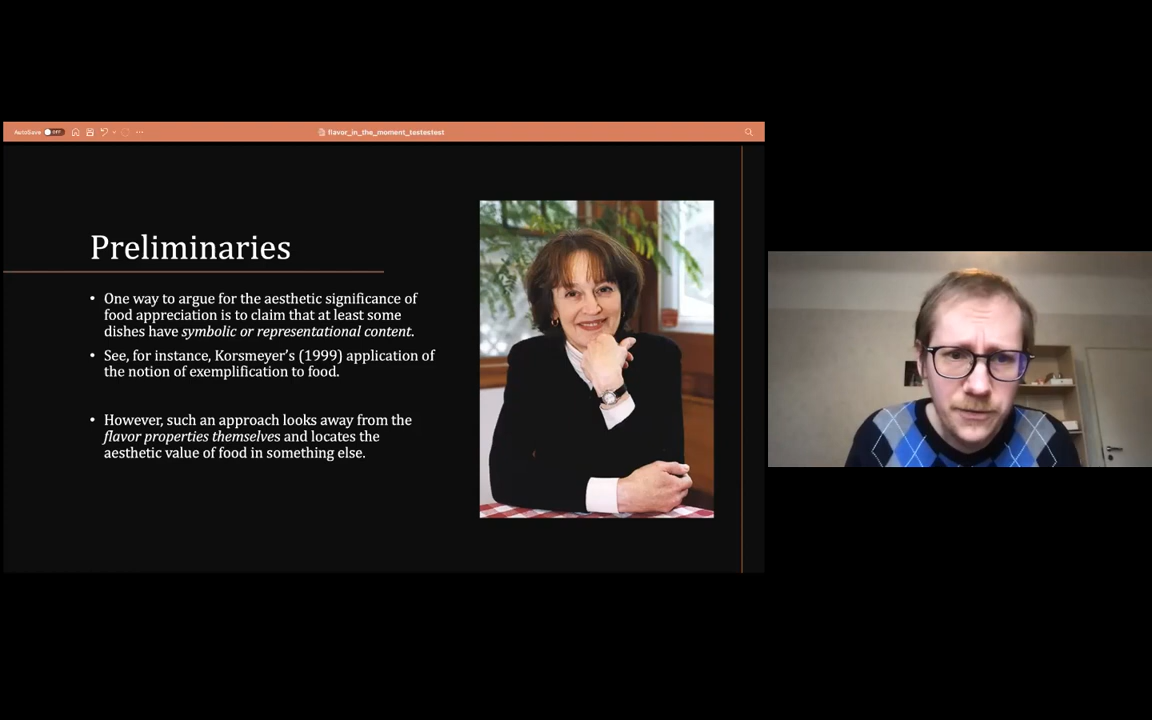 AutoSave OFF
flavor_in_the_moment_testestest
Preliminaries
• One way to argue for the aesthetic significance of
food appreciation is to claim that at least some
dishes have symbolic or representational content.
• See, for instance, Korsmeyer's (1999) application of
the notion of exemplification to food.
• However, such an approach looks away from the
flavor properties themselves and locates the
aesthetic value of food in something else.